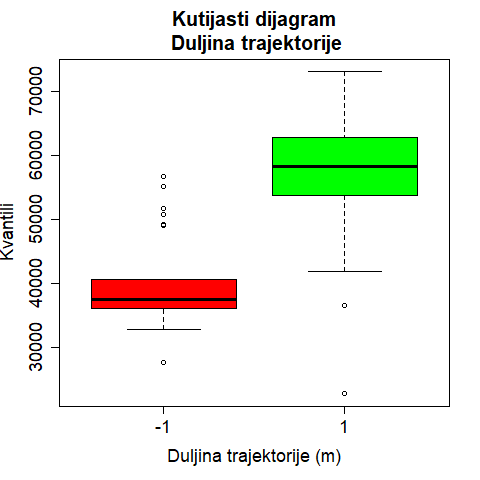 Kutijasti dijagram
Duljina trajektorije
70000
60000
50000
40000
30000
Kvantili
-1
1
Duljina trajektorije (m)